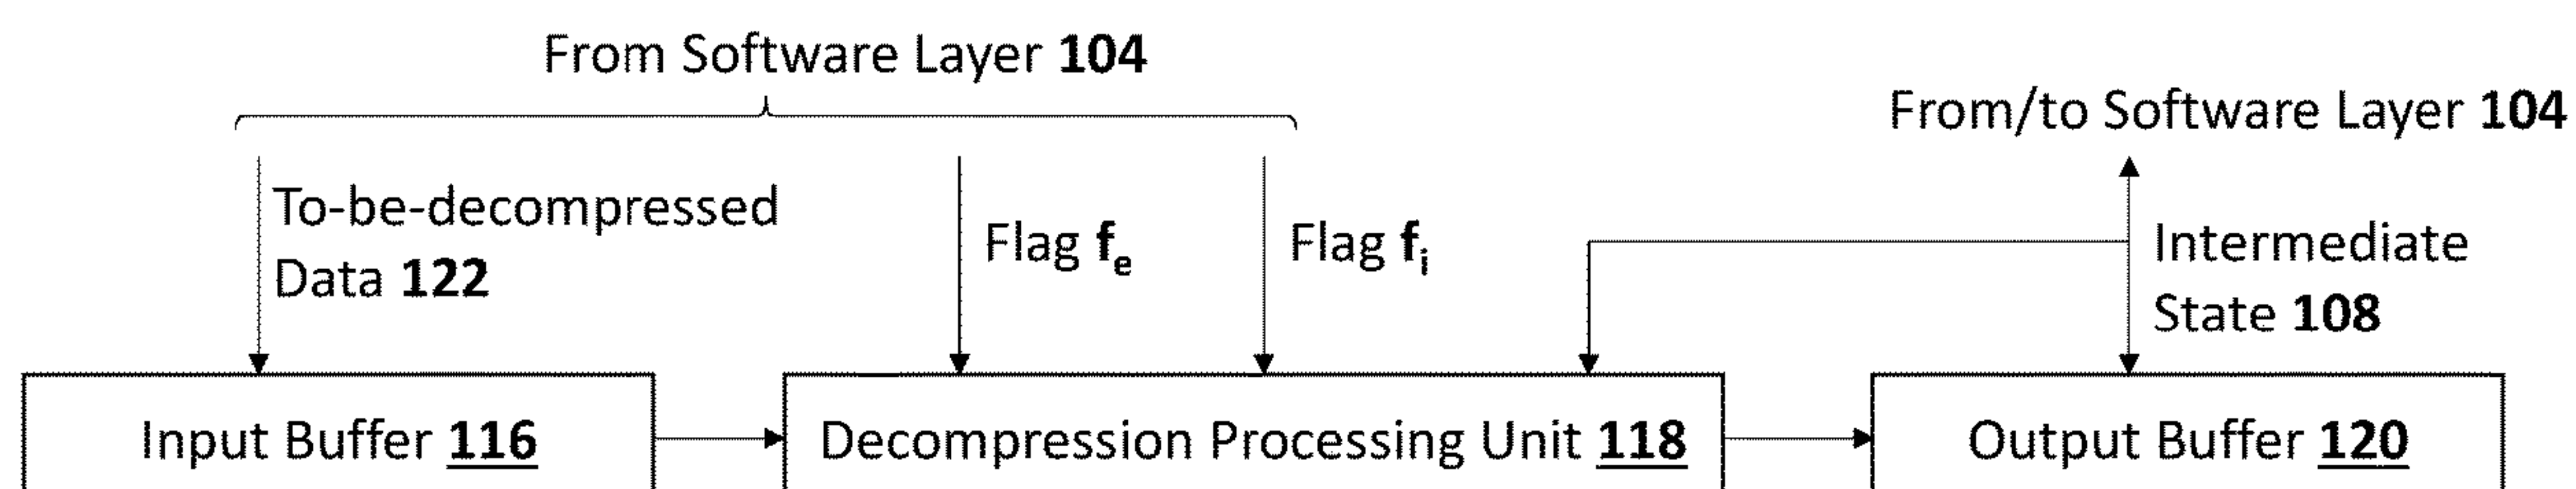 From Software Layer 104
From/to Software Layer 104
To-be-decompressed
Data 122
Flag fe
Flag fi
Intermediate
State 108
Input Buffer 116
Decompression Processing Unit 118
Output Buffer 120